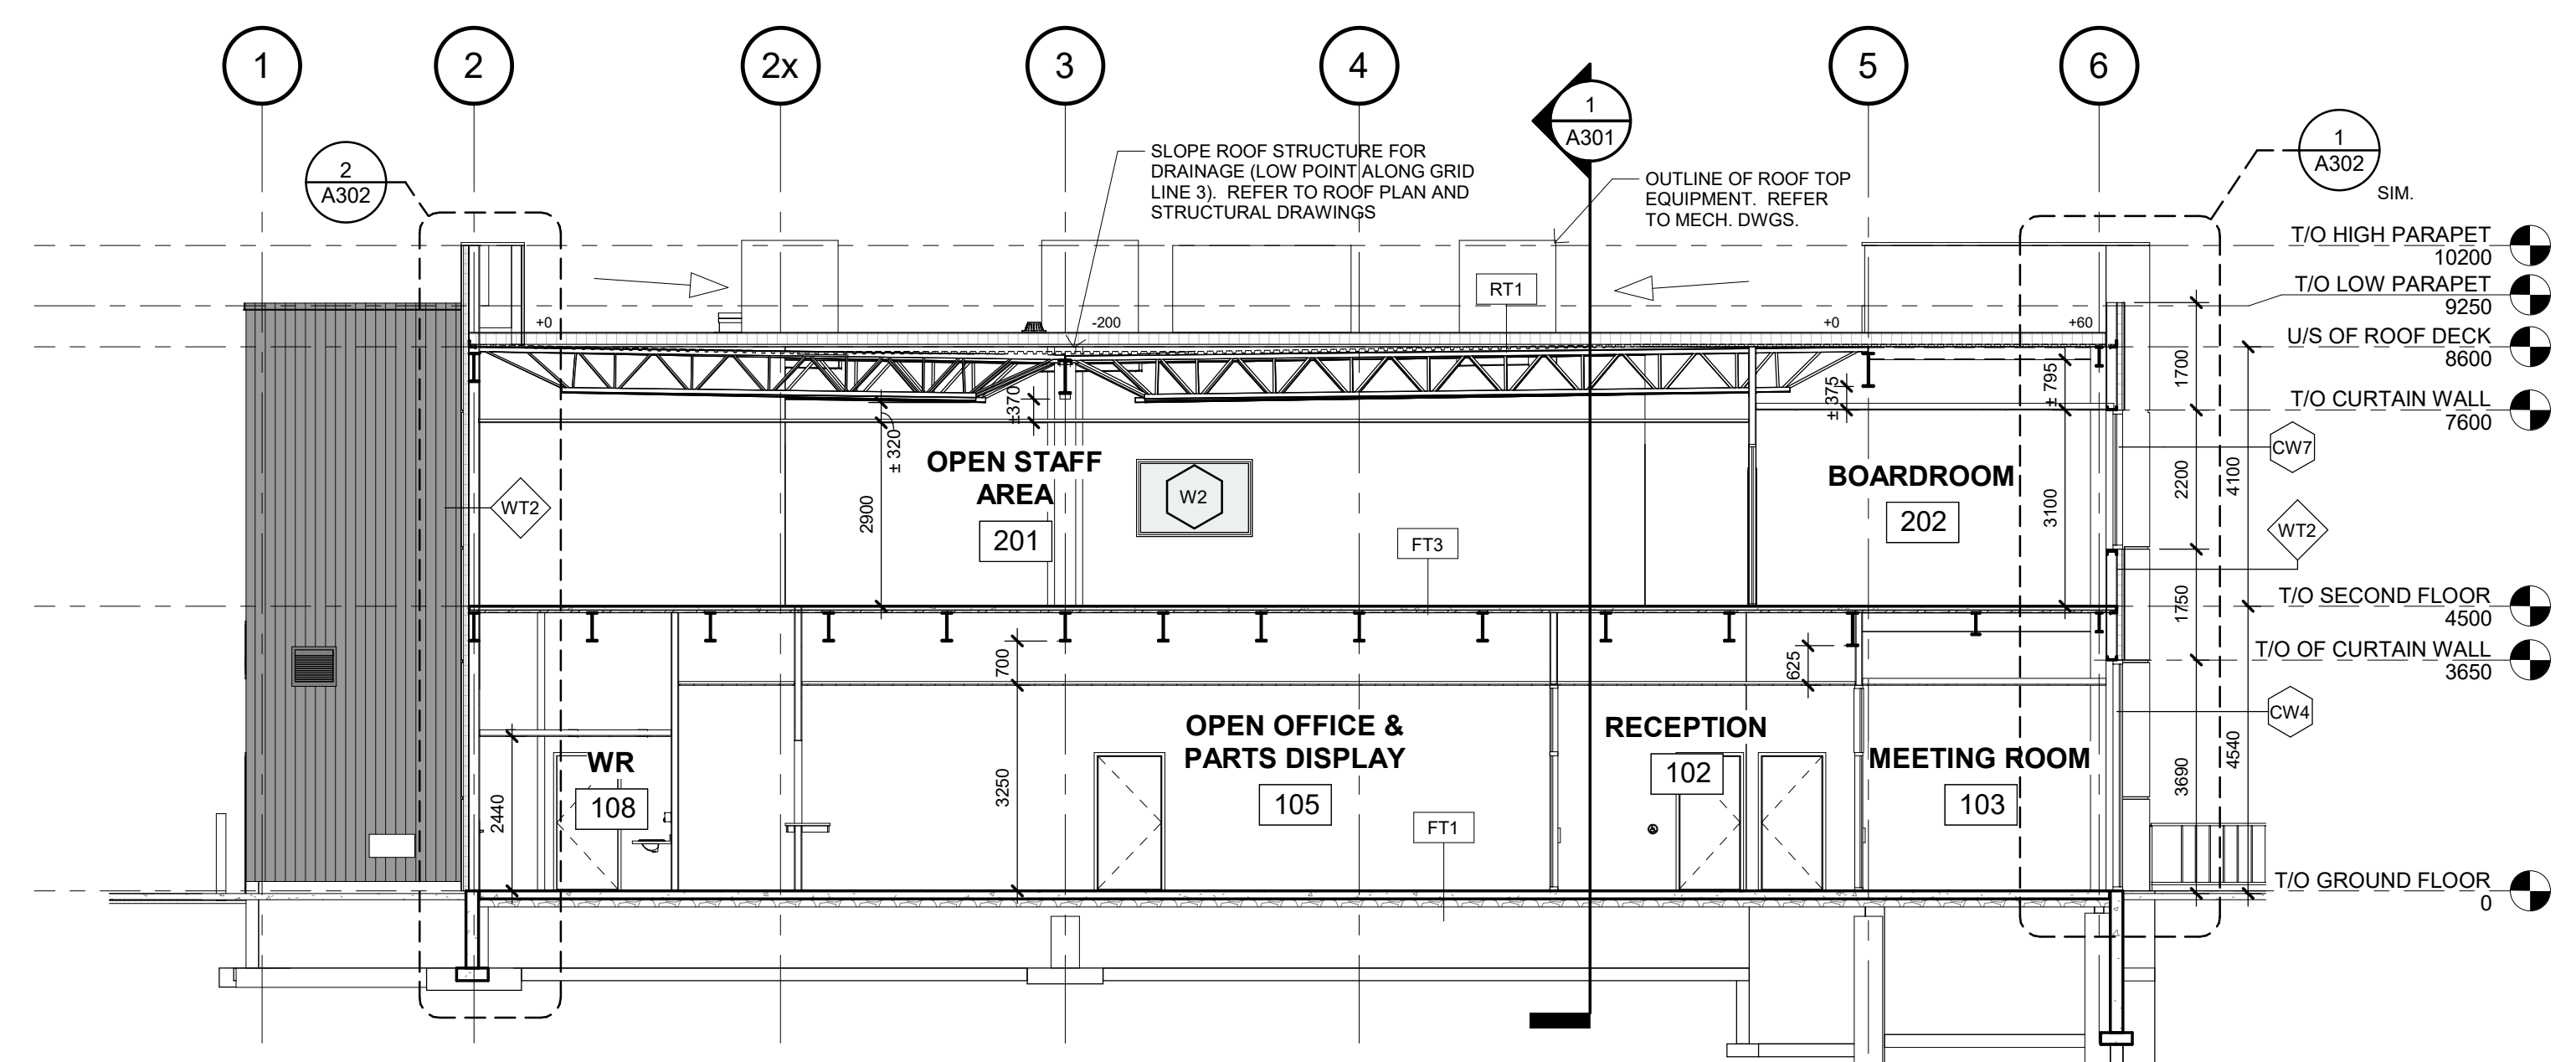 1
2
2x
3
4
5
6
2
A302
SLOPE ROOF STRUCTURE FOR
DRAINAGE (LOW POINT ALONG GRID
LINE 3).  REFER TO ROOF PLAN AND
STRUCTURAL DRAWINGS
1
A301
OUTLINE OF ROOF TOP
EQUIPMENT.  REFER
TO MECH. DWGS.
1
A302
SIM.
T/O HIGH PARAPET
10200
T/O LOW PARAPET
9250
U/S OF ROOF DECK
8600
T/O CURTAIN WALL
7600
T/O SECOND FLOOR
4500
T/O OF CURTAIN WALL
3650
T/O GROUND FLOOR
0
RT1
+0
-200
+0
+60
±370
± 320
± 375
± 795
1700
2900
OPEN STAFF
AREA
201
W2
FT3
BOARDROOM
202
3100
2200
4100
CW7
WT2
WT2
1750
700
625
CW4
WR
108
2440
3250
OPEN OFFICE &
PARTS DISPLAY
105
FT1
RECEPTION
102
MEETING ROOM
103
3690
4540